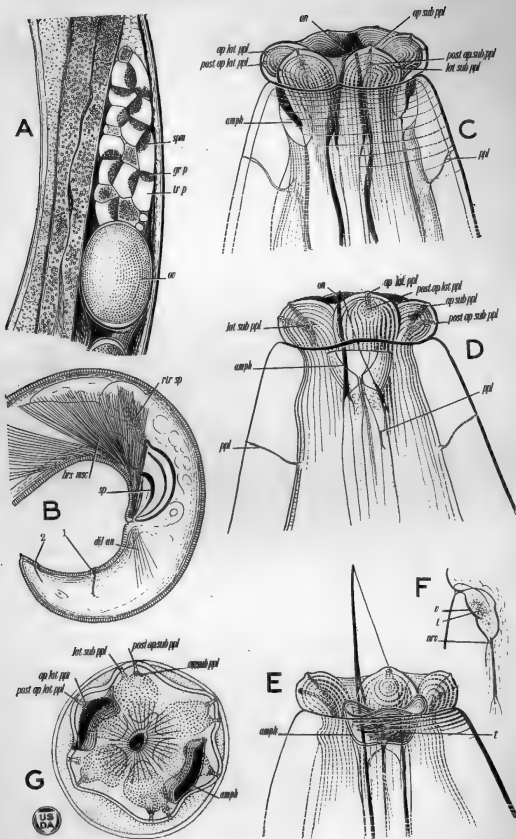 A
spm
gr p
tr p
ov
on
ap sub ppl
ap lat ppl
post ap lat ppl
post ap sub ppl
lat sub ppl
amph
ppl
C
on
ap lat ppl
post ap lat ppl
ap sub ppl
post ap sub ppl
lat sub ppl
amph
ppl
ppl
D
rtr sp
brs msc
sp
dil an
1
2
B
F
v
t
nrv
E
amph
t
lat sub ppl
post ap sub ppl
ap sub ppl
ap lat ppl
post ap lat ppl
amph
G
US
DA